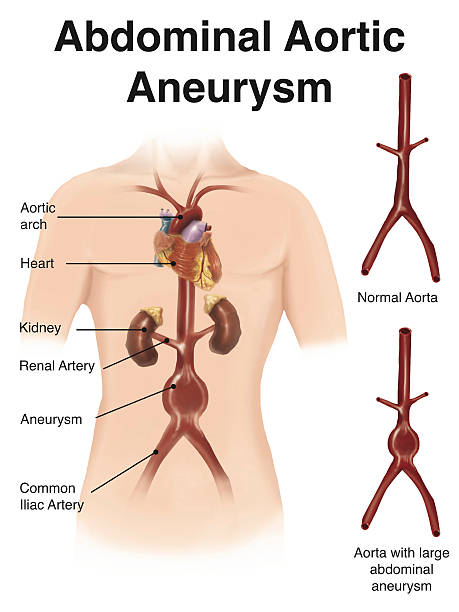 Abdominal Aortic
Aneurysm
Aortic
arch
Heart
Kidney
Renal Artery
Aneurysm
Common
Iliac Artery
Normal Aorta
Aorta with large
abdominal
aneurysm